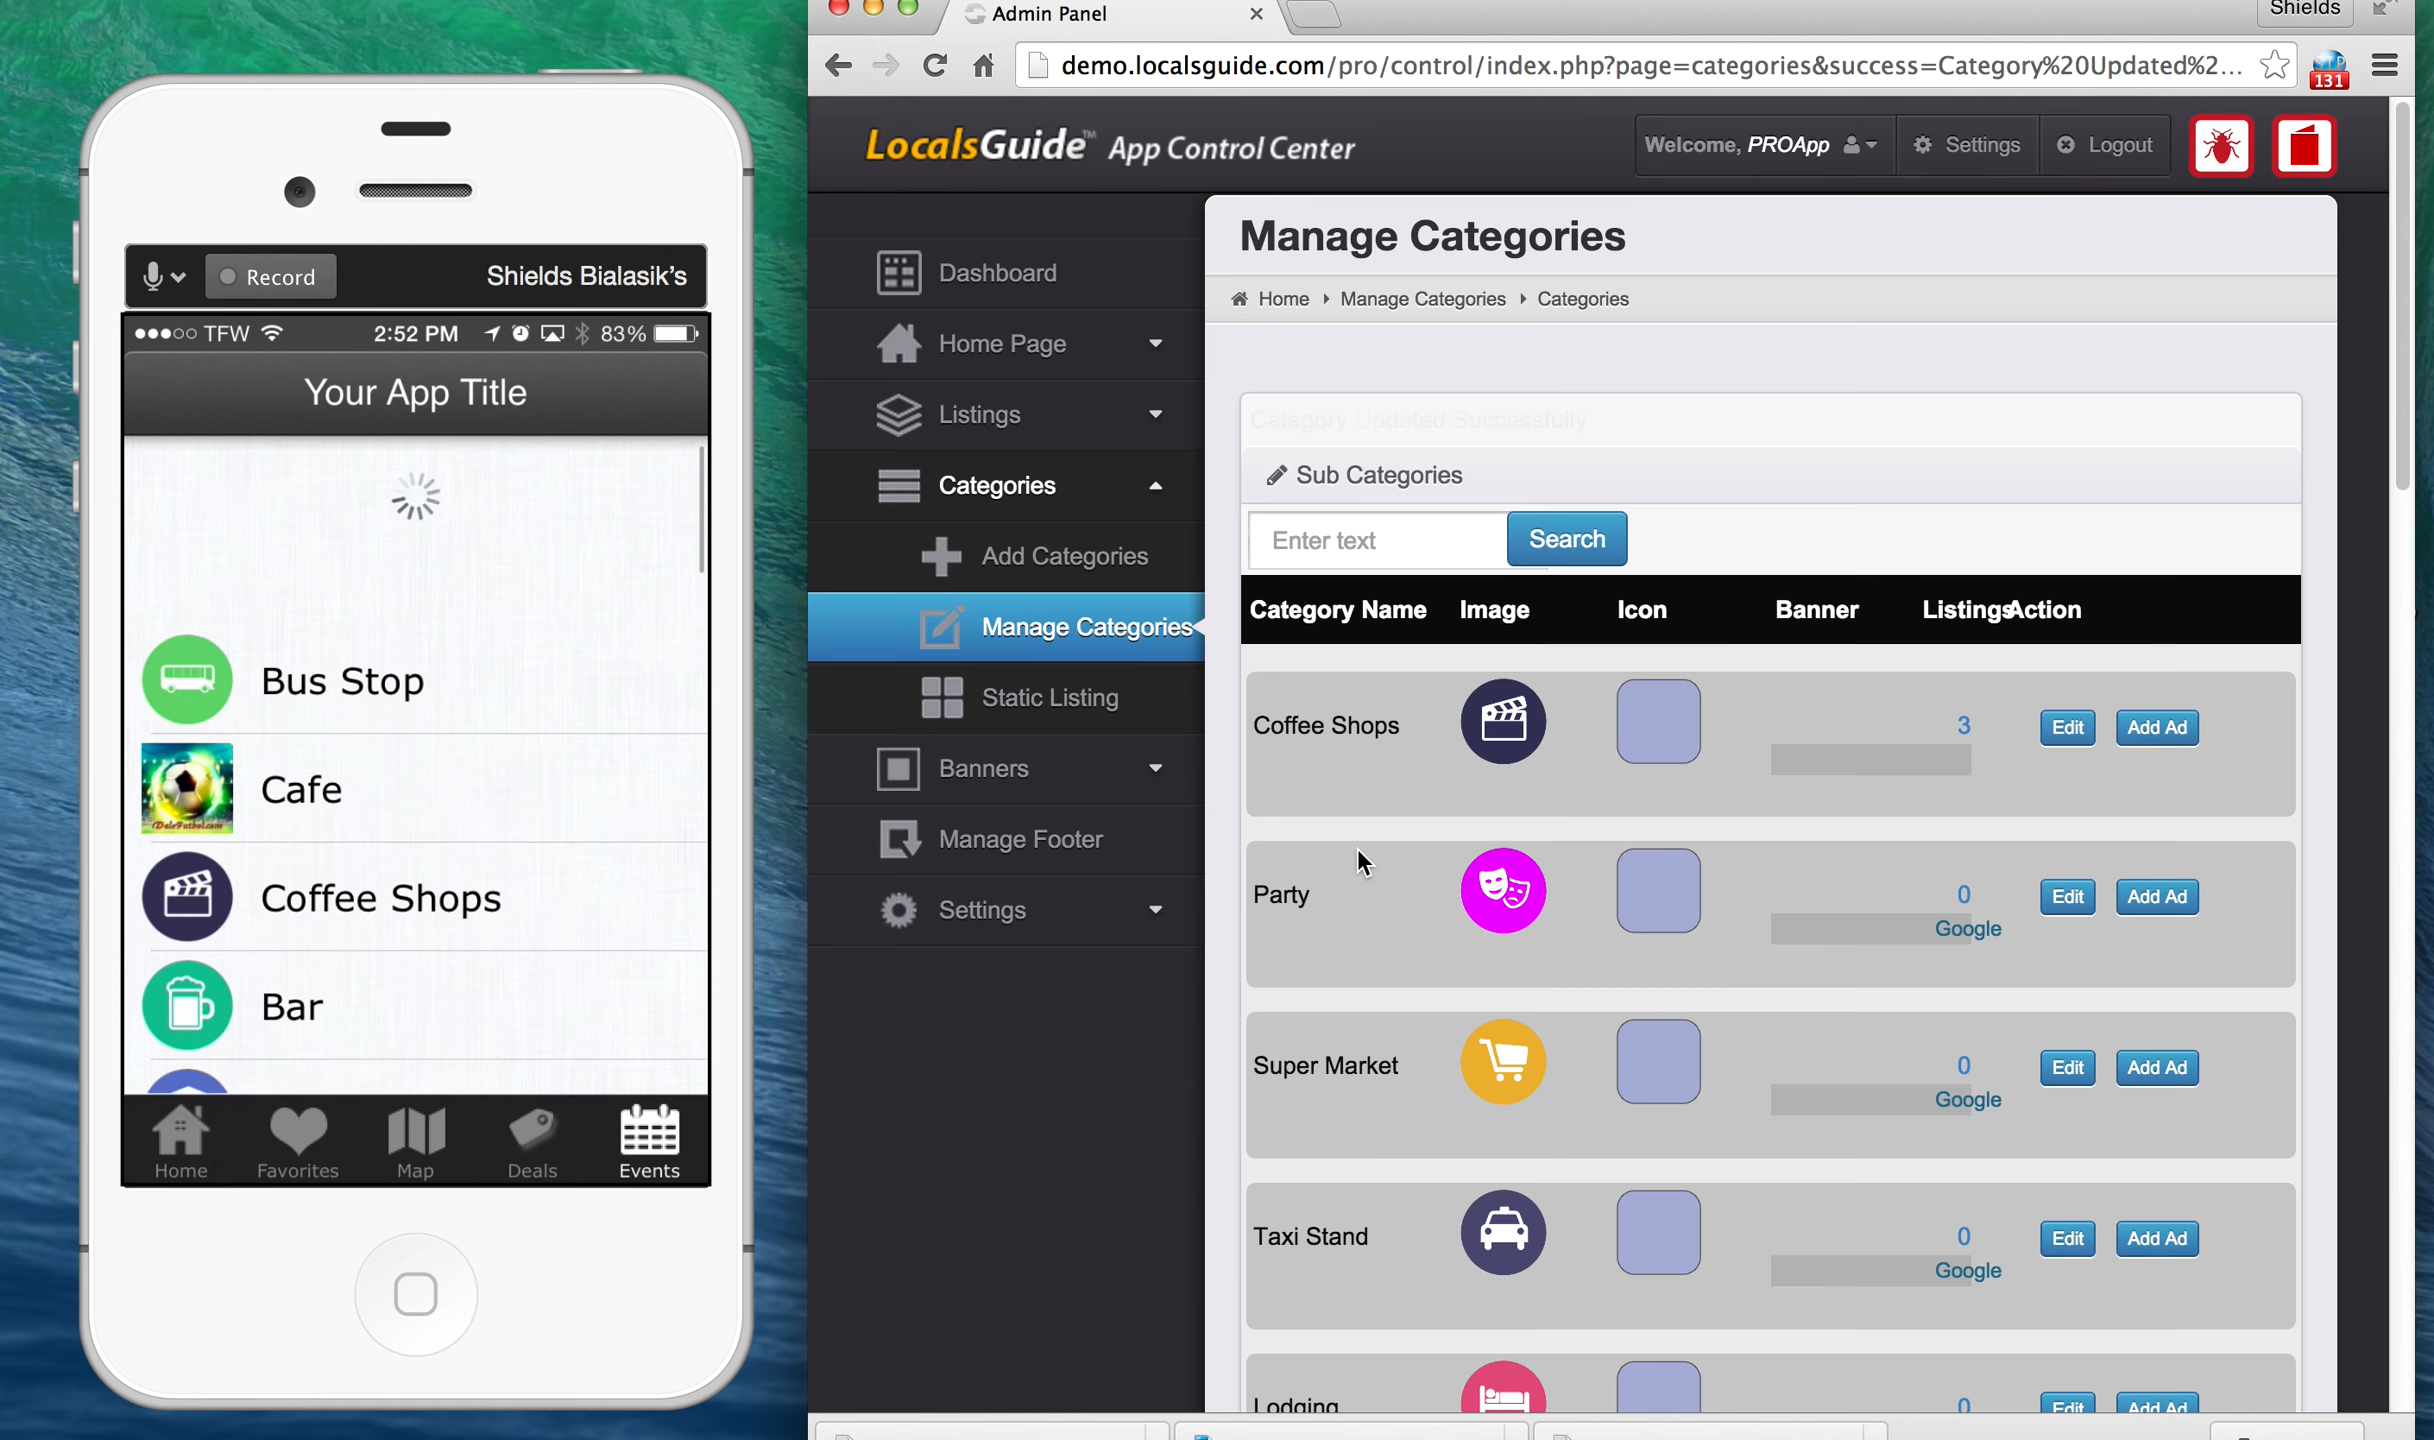 Record
Shields Bialasik's
TFW
2:52 PM
83%
Your App Title
Bus Stop
Cafe
DaleFutbol.com
Coffee Shops
Bar
Home
Favorites
Map
Deals
Events
Admin Panel
Shields
demo.localsguide.com/pro/control/index.php?page=categories&success=Category%20Updated%2...
131
LocalsGuide™ App Control Center
Welcome, PROApp
Settings
Logout
Dashboard
Home Page
Listings
Categories
Add Categories
Manage Categories
Static Listing
Banners
Manage Footer
Settings
Manage Categories
Home
Manage Categories
Categories
Category Updated Successfully
Sub Categories
Enter text
Search
Category Name Image Icon Banner Listings Action
Coffee Shops 3 Edit Add Ad
Party 0 Edit Add Ad
Google
Super Market 0 Edit Add Ad
Google
Taxi Stand 0 Edit Add Ad
Google
Lodging 0 Edit Add Ad